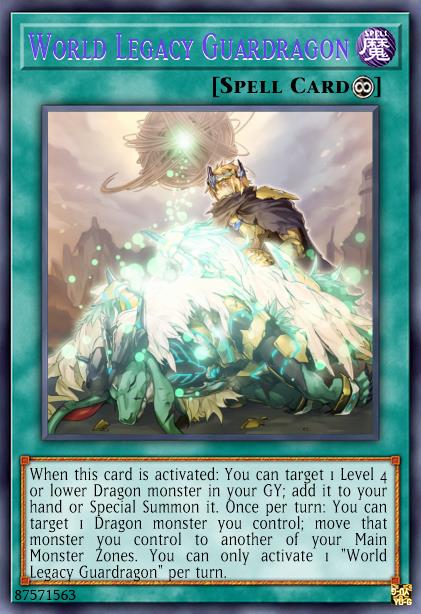 World Legacy Guardragon
SPELL
魔
[Spell Card]
When this card is activated: You can target 1 Level 4
or lower Dragon monster in your GY; add it to your
hand or Special Summon it. Once per turn: You can
target 1 Dragon monster you control; move that
monster you control to another of your Main
Monster Zones. You can only activate 1 "World
Legacy Guardragon" per turn.
87571563